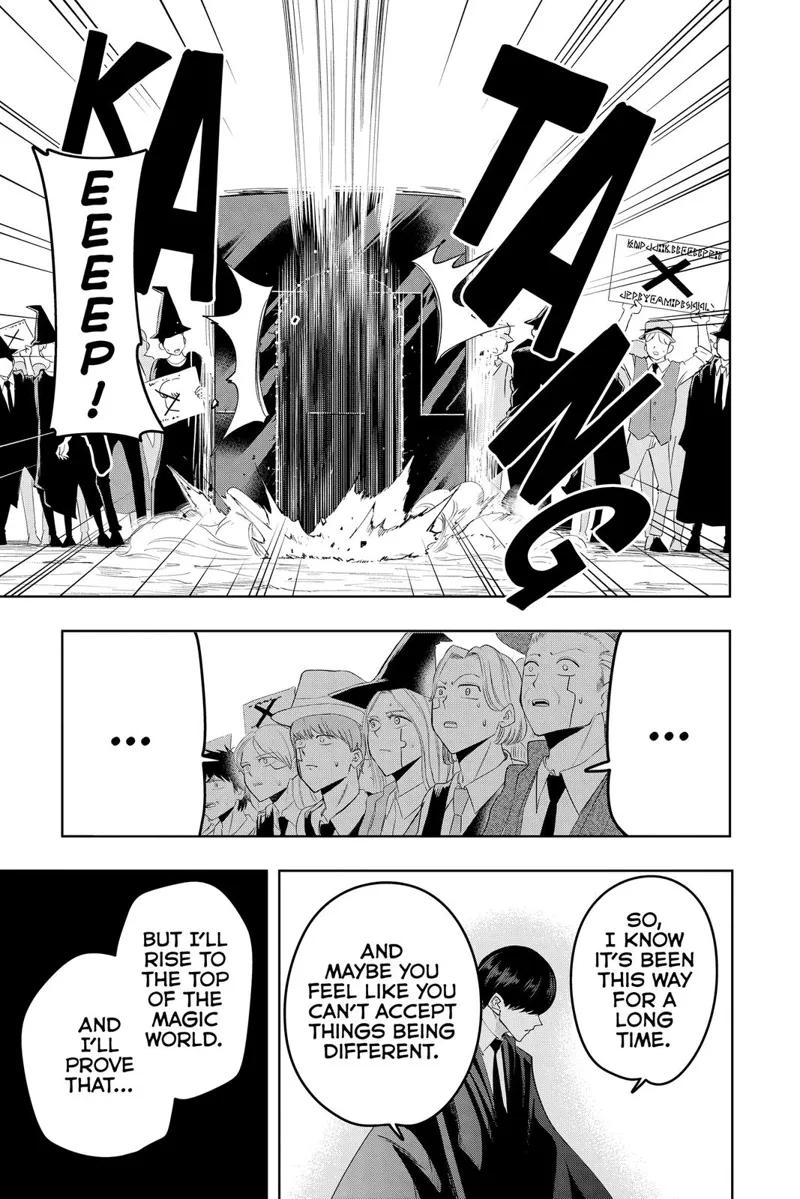 KA
TANG
EEEEP!
...
...
SO,
I KNOW
IT'S BEEN
THIS WAY
FOR A
LONG
TIME.
AND
MAYBE YOU
FEEL LIKE YOU
CAN'T ACCEPT
THINGS BEING
DIFFERENT.
BUT I'LL
RISE TO
THE TOP
OF THE
MAGIC
WORLD.
AND
I'LL
PROVE
THAT...